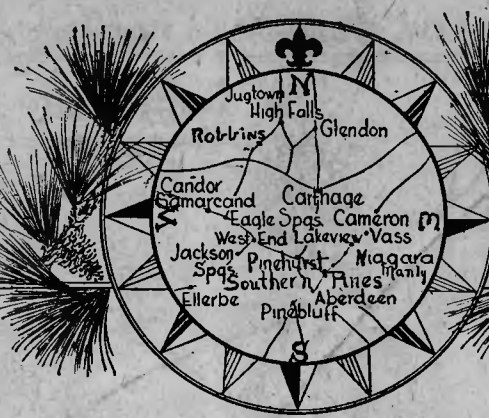 N
Jugtown
High Falls
Robbins
Glendon
Candor
Samarcand
Carthage
W
Eagle Spgs
Cameron
E
West End
Lakeview
Vass
Jackson
Spgs
Pinehurst
Niagara
Manly
Southern Pines
Ellerbe
Aberdeen
Pinebluff
S